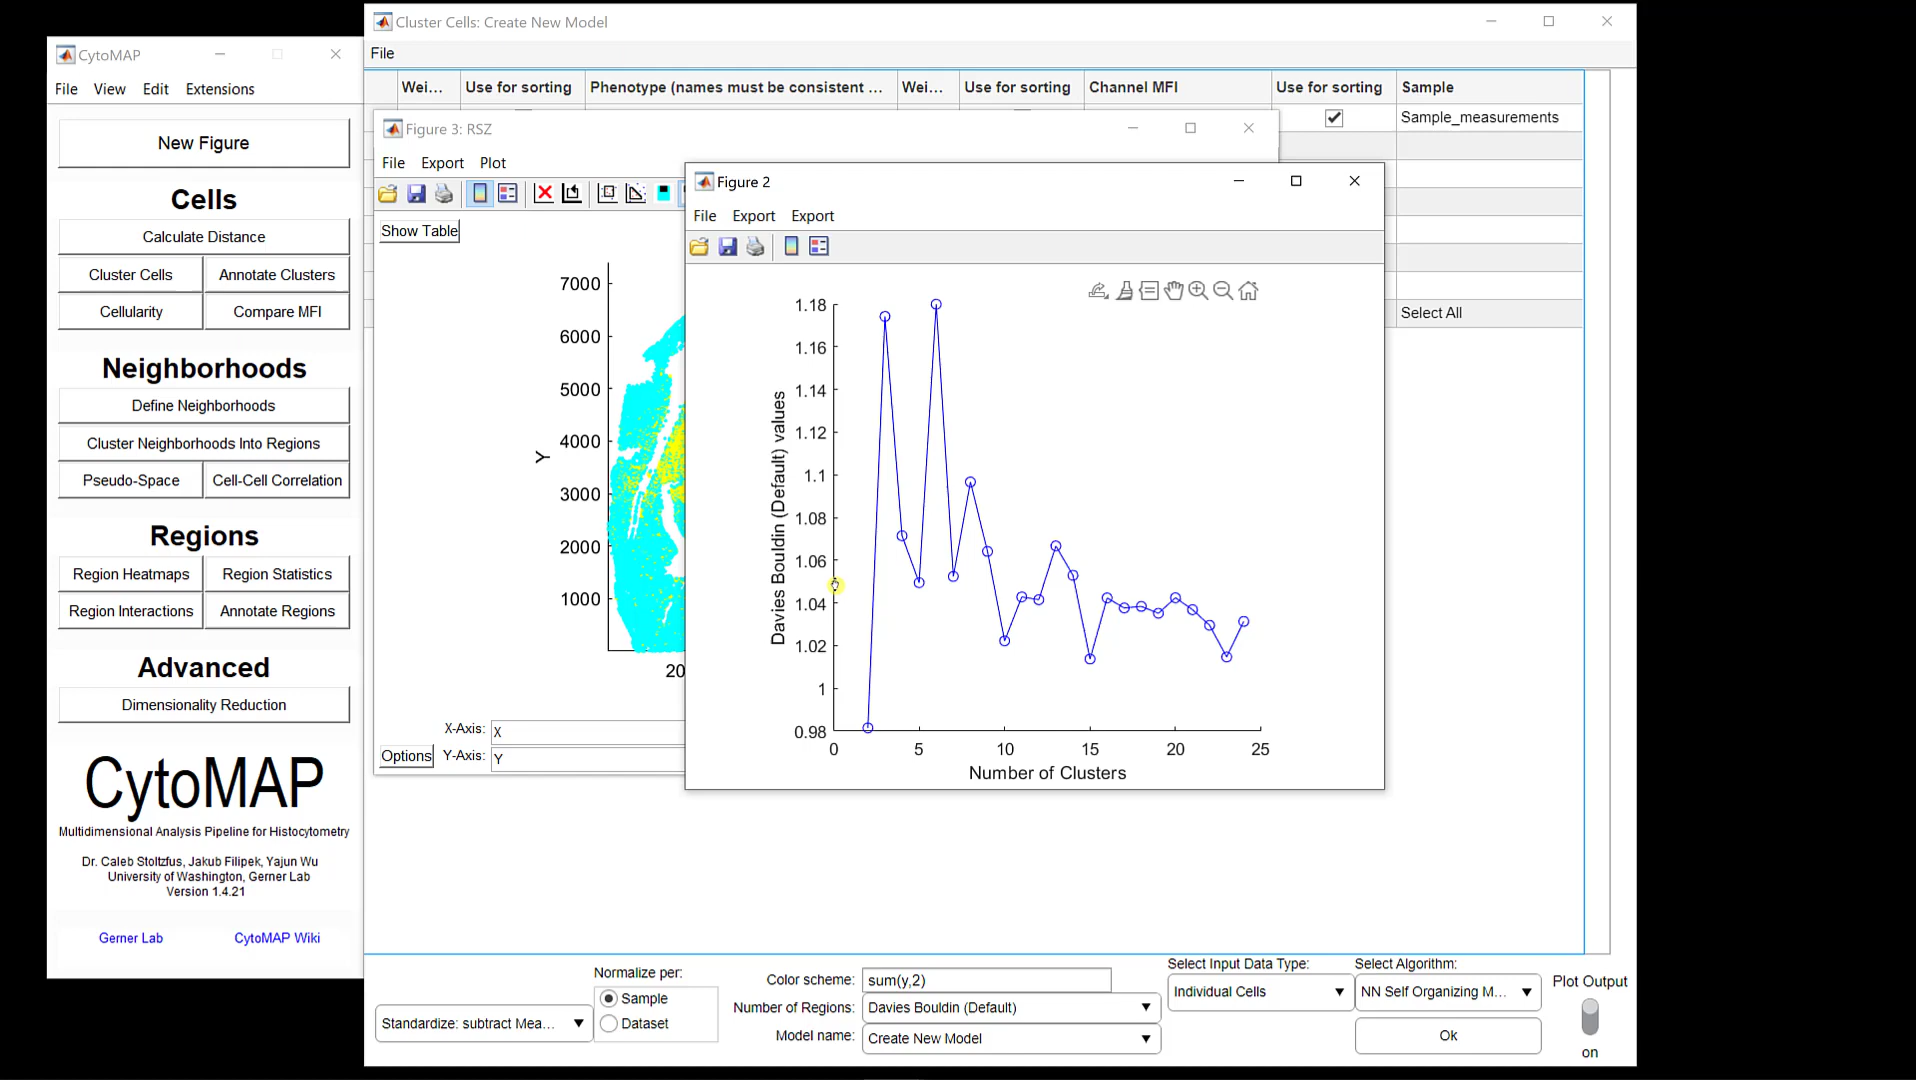 Cluster Cells: Create New Model
File
Wei...
Use for sorting
Phenotype (names must be consistent ...
Wei...
Use for sorting
Channel MFI
Use for sorting
Sample
Sample_measurements
Select All
CytoMAP
File View Edit Extensions
New Figure
Cells
Calculate Distance
Cluster Cells
Annotate Clusters
Cellularity
Compare MFI
Neighborhoods
Define Neighborhoods
Cluster Neighborhoods Into Regions
Pseudo-Space
Cell-Cell Correlation
Regions
Region Heatmaps
Region Statistics
Region Interactions
Annotate Regions
Advanced
Dimensionality Reduction
CytoMAP
Multidimensional Analysis Pipeline for Histocytometry
Dr. Caleb Stoltzfus, Jakub Filipek, Yajun Wu
University of Washington, Gerner Lab
Version 1.4.21
Gerner Lab
CytoMAP Wiki
Figure 3: RSZ
File Export Plot
Show Table
7000
6000
5000
4000
3000
2000
1000
Y
20
X-Axis:
X
Options
Y-Axis:
Y
Figure 2
File Export Export
1.18
1.16
1.14
1.12
1.1
1.08
1.06
1.04
1.02
1
0.98
Davies Bouldin (Default) values
0 5 10 15 20 25
Number of Clusters
Standardize: subtract Mea...
Normalize per:
Sample
Dataset
Color scheme:
sum(y,2)
Number of Regions:
Davies Bouldin (Default)
Model name:
Create New Model
Select Input Data Type:
Individual Cells
Select Algorithm:
NN Self Organizing M...
Ok
Plot Output
on